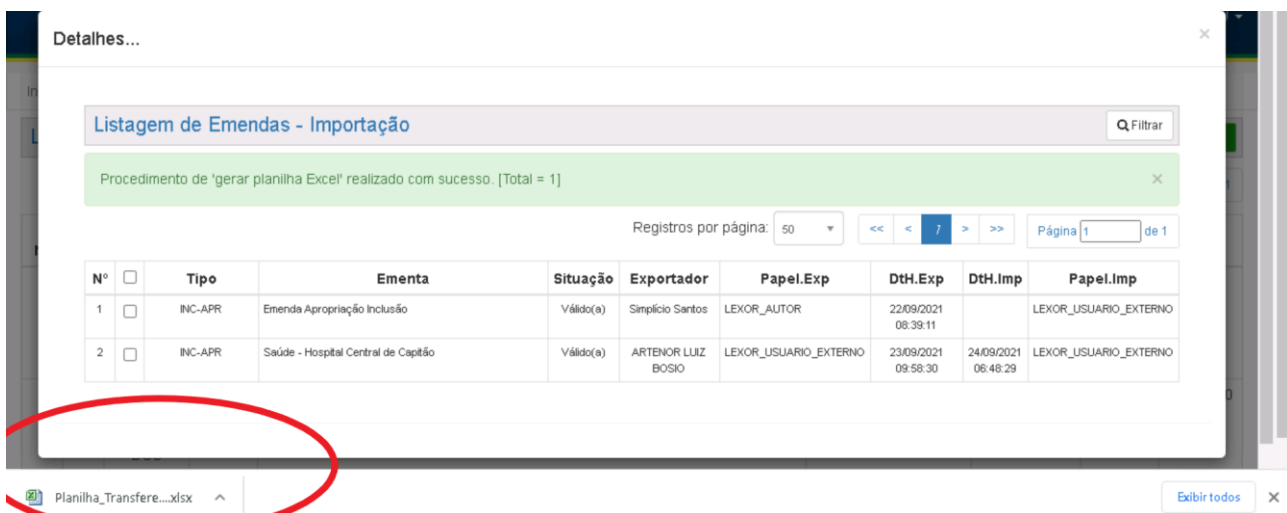 Detalhes...
×
Listagem de Emendas - Importação
Filtrar
Procedimento de 'gerar planilha Excel' realizado com sucesso. [Total = 1]
×
Registros por página: 50 << < 1 > >> Página 1 de 1
Nº Tipo Ementa Situação Exportador Papel.Exp DtH.Exp DtH.Imp Papel.Imp
1 INC-APR Emenda Apropriação Inclusão Válido(a) Simplício Santos LEXOR_AUTOR 22/09/2021 LEXOR_USUARIO_EXTERNO
08:39:11
2 INC-APR Saúde - Hospital Central de Capitão Válido(a) ARTENOR LUIZ LEXOR_USUARIO_EXTERNO 23/09/2021 24/09/2021 LEXOR_USUARIO_EXTERNO
BOSIO 09:58:30 06:48:29
Planilha_Transfere....xlsx
Exibir todos ×